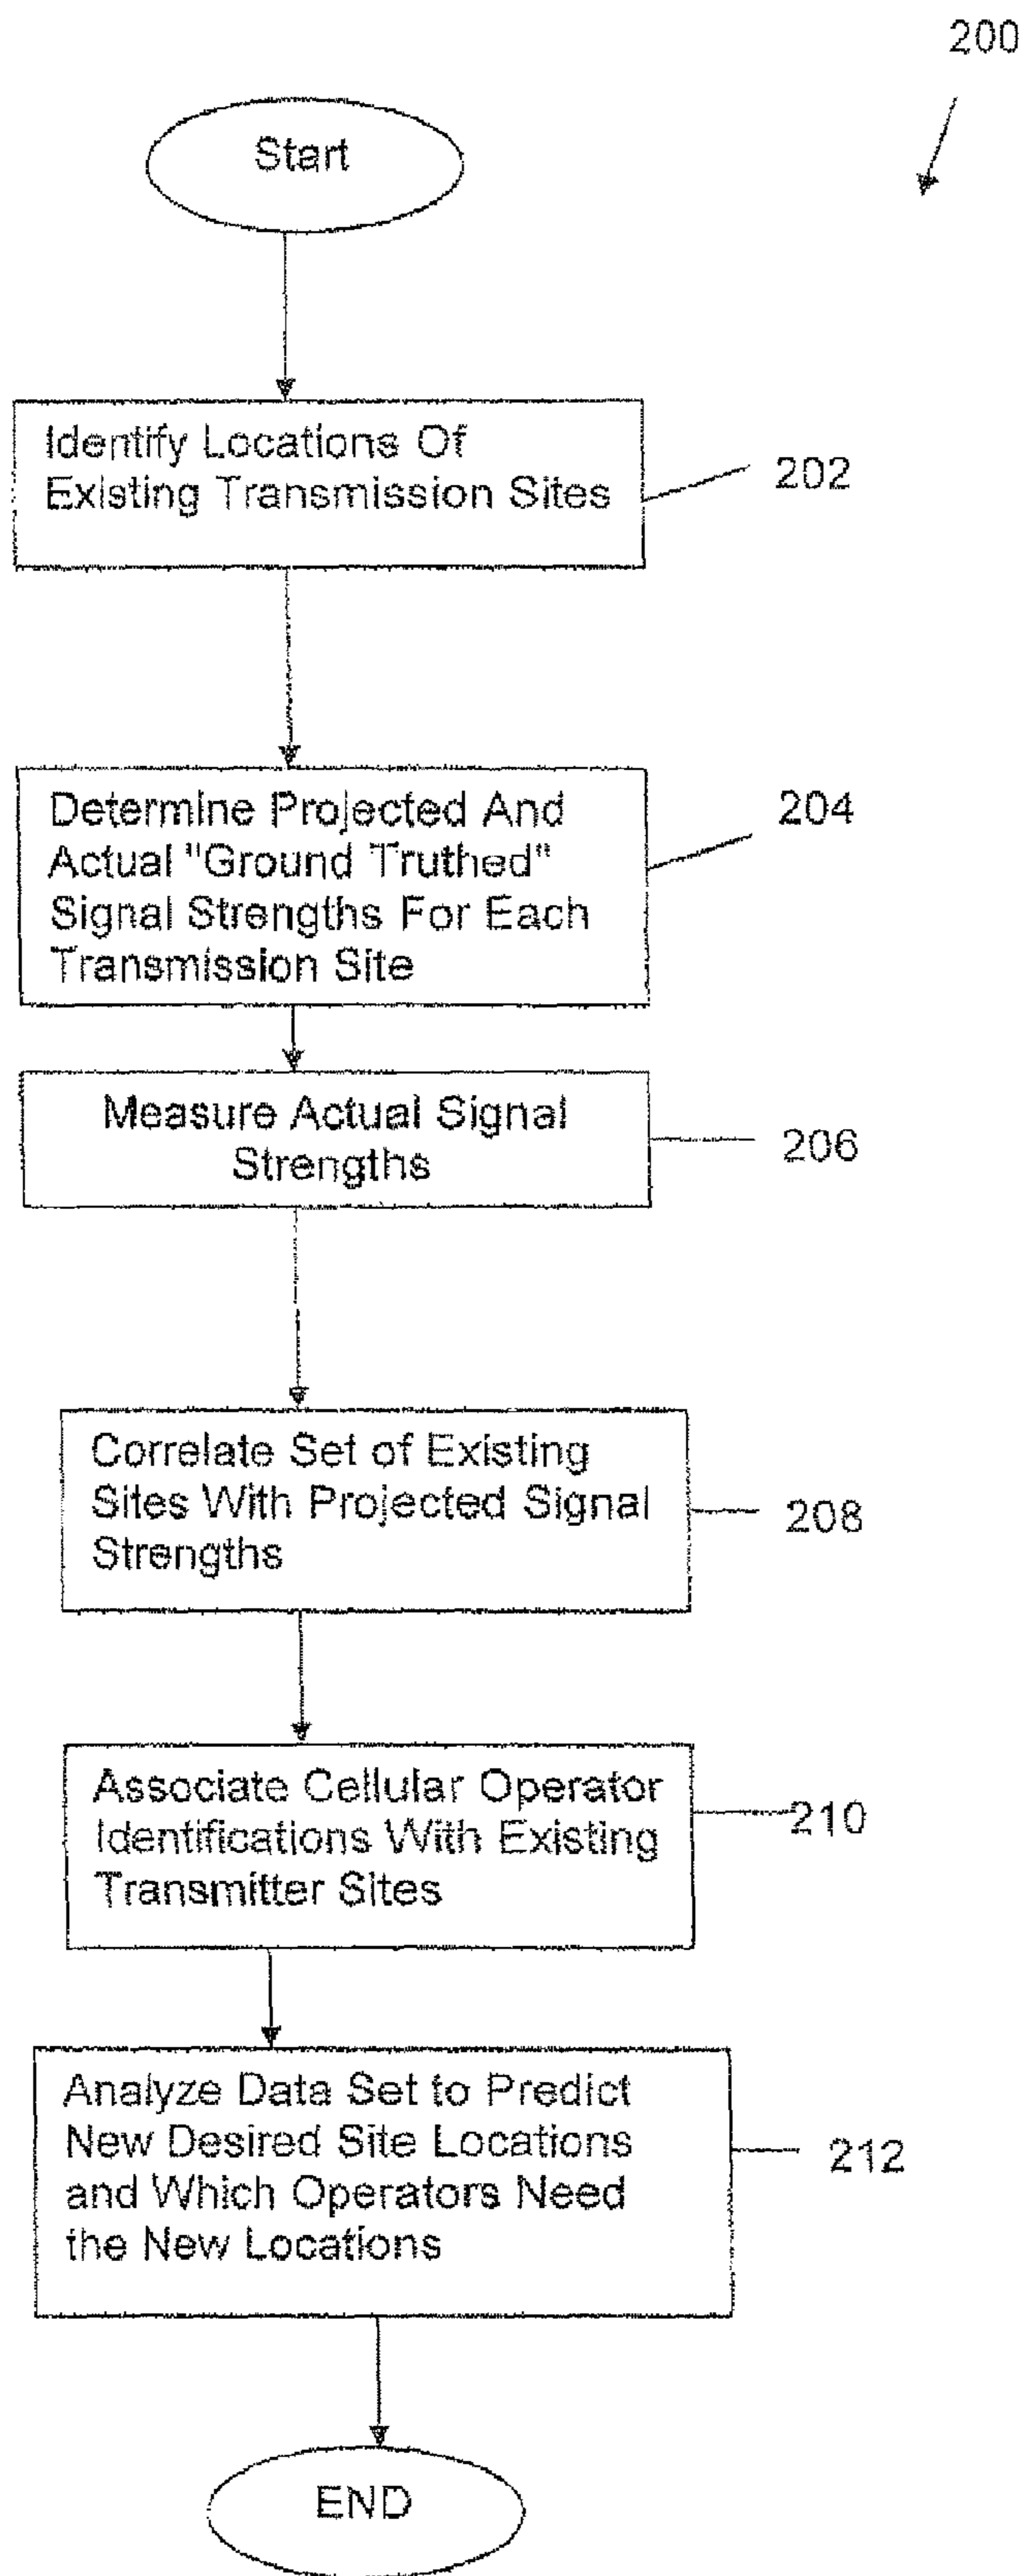 200
Start
Identify Locations Of
Existing Transmission Sites
202
Determine Projected And
Actual "Ground Truthed"
Signal Strengths For Each
Transmission Site
204
Measure Actual Signal
Strengths
206
Correlate Set of Existing
Sites With Projected Signal
Strengths
208
Associate Cellular Operator
Identifications With Existing
Transmitter Sites
210
Analyze Data Set to Predict
New Desired Site Locations
and Which Operators Need
the New Locations
212
END